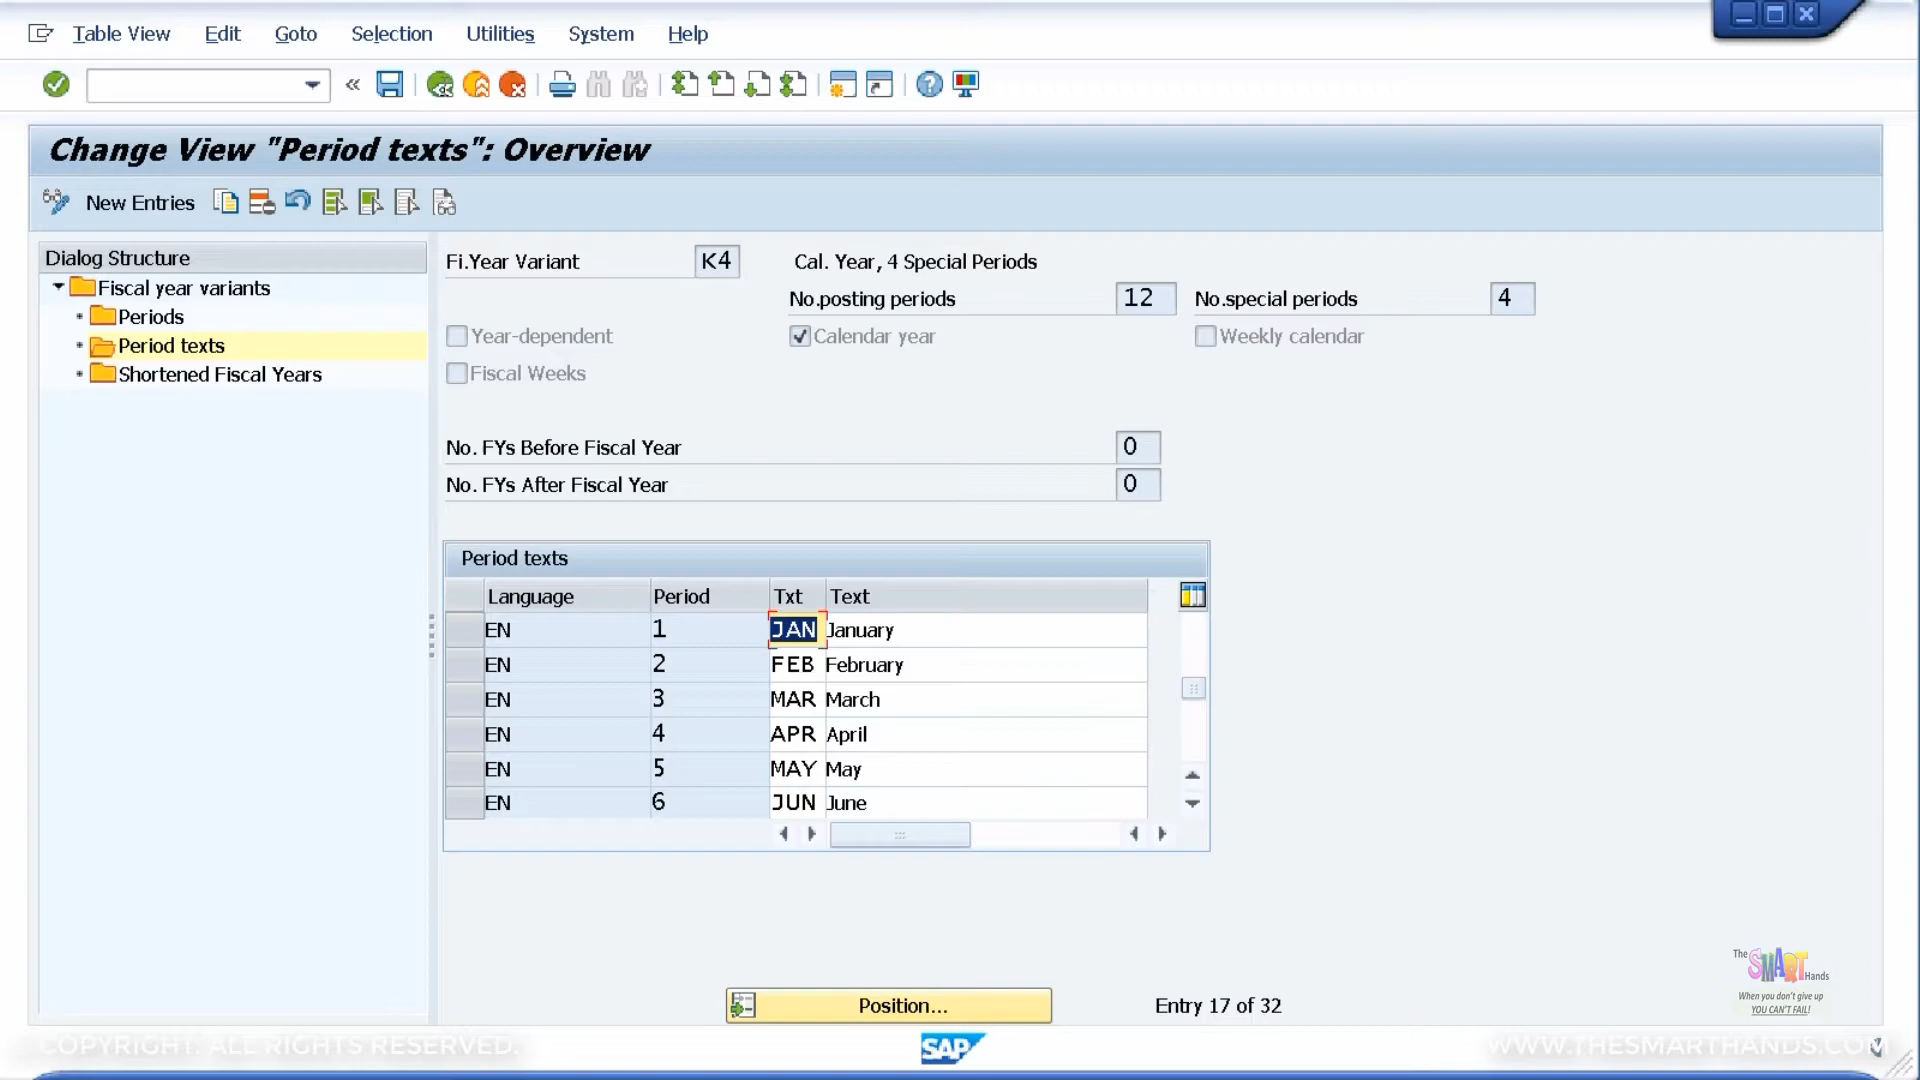 Table View Edit Goto Selection Utilities System Help
Change View "Period texts": Overview
New Entries
Dialog Structure
Fiscal year variants
Periods
Period texts
Shortened Fiscal Years
Fi.Year Variant K4 Cal. Year, 4 Special Periods
No.posting periods 12 No.special periods 4
Year-dependent Calendar year Weekly calendar
Fiscal Weeks
No. FYs Before Fiscal Year 0
No. FYs After Fiscal Year 0
Period texts
Language Period Txt Text
EN 1 JAN January
EN 2 FEB February
EN 3 MAR March
EN 4 APR April
EN 5 MAY May
EN 6 JUN June
Position... Entry 17 of 32
The SMART Hands
When you don't give up
YOU CAN'T FAIL!
COPYRIGHT. ALL RIGHTS RESERVED.
SAP
WWW.THESMARTHANDS.COM